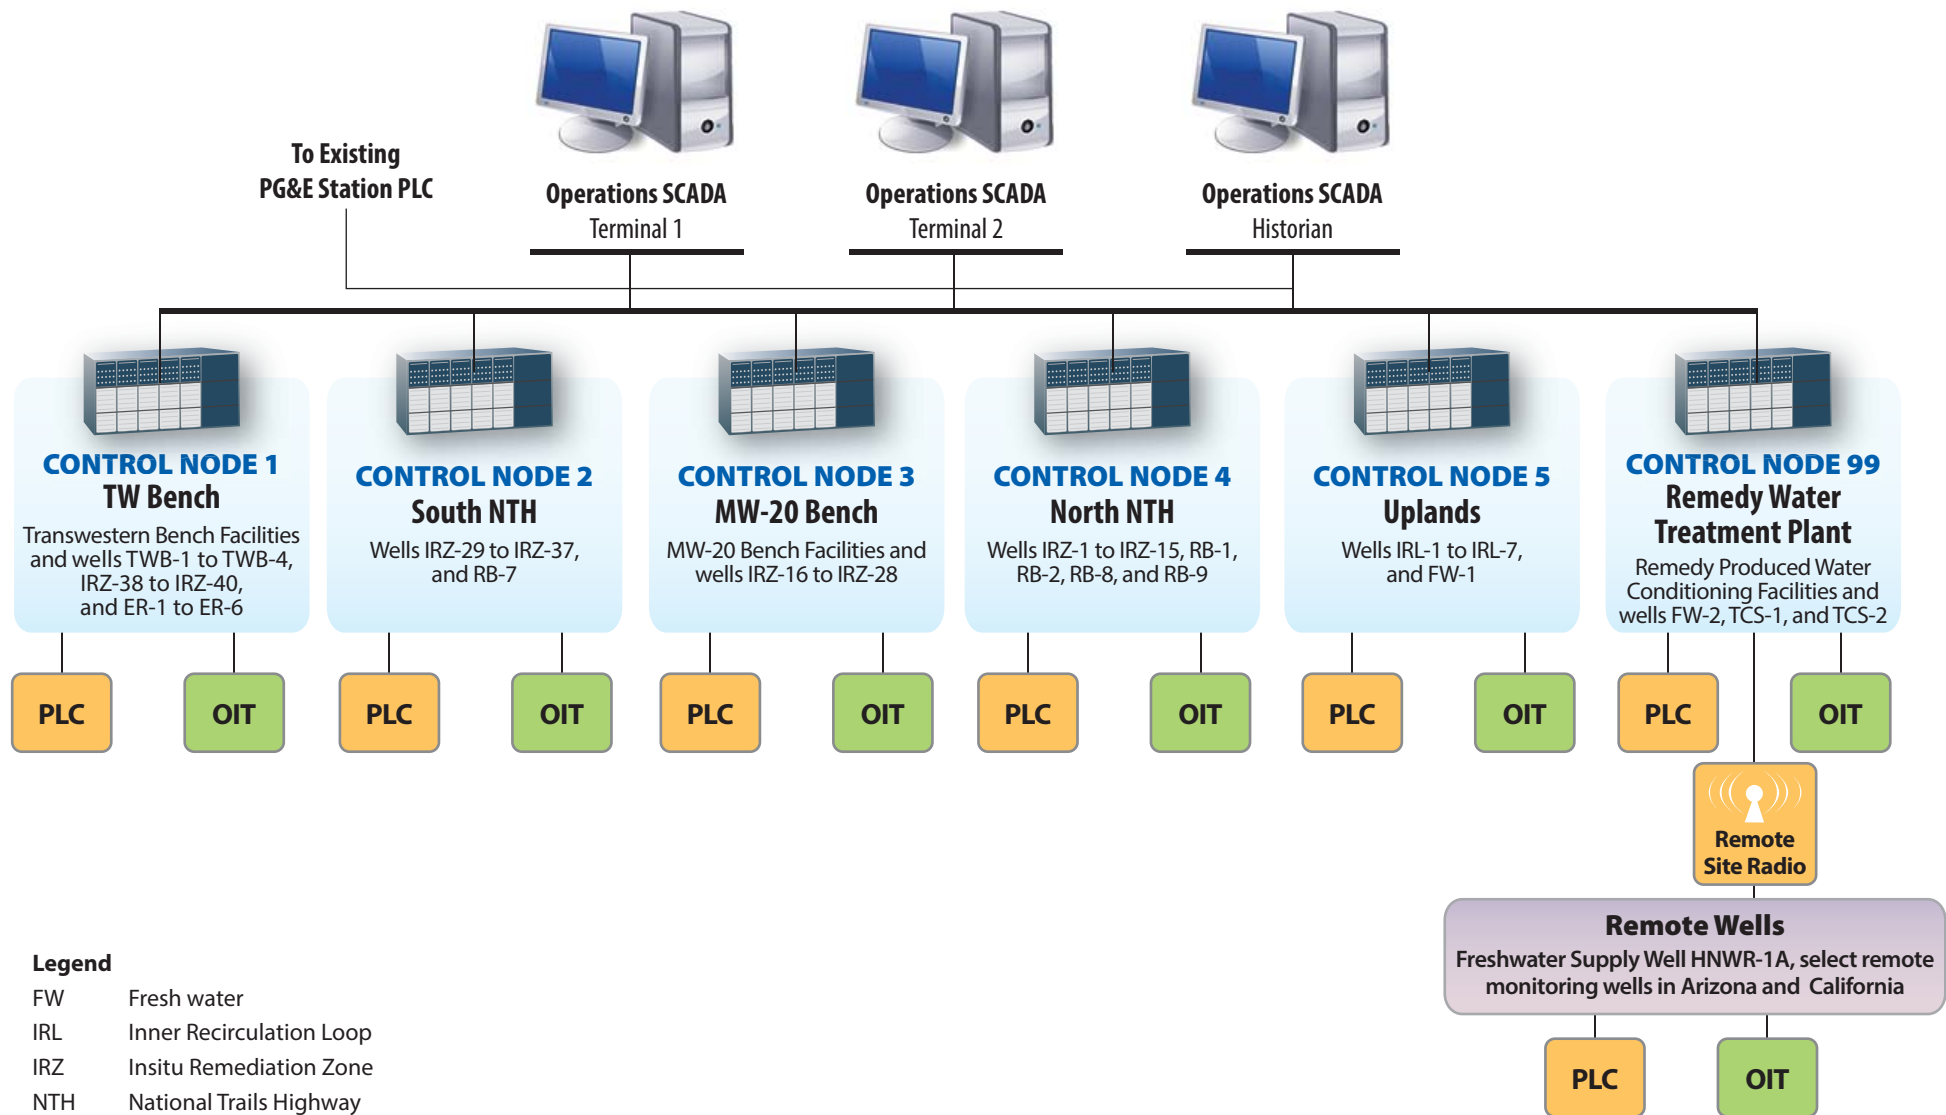 To Existing
PG&E Station PLC
Operations SCADA
Terminal 1
Operations SCADA
Terminal 2
Operations SCADA
Historian
CONTROL NODE 1
TW Bench
Transwestern Bench Facilities
and wells TWB-1 to TWB-4,
IRZ-38 to IRZ-40,
and ER-1 to ER-6
CONTROL NODE 2
South NTH
Wells IRZ-29 to IRZ-37,
and RB-7
CONTROL NODE 3
MW-20 Bench
MW-20 Bench Facilities and
wells IRZ-16 to IRZ-28
CONTROL NODE 4
North NTH
Wells IRZ-1 to IRZ-15, RB-1,
RB-2, RB-8, and RB-9
CONTROL NODE 5
Uplands
Wells IRL-1 to IRL-7,
and FW-1
CONTROL NODE 99
Remedy Water
Treatment Plant
Remedy Produced Water
Conditioning Facilities and
wells FW-2, TCS-1, and TCS-2
PLC
OIT
PLC
OIT
PLC
OIT
PLC
OIT
PLC
OIT
PLC
OIT
Remote
Site Radio
Remote Wells
Freshwater Supply Well HNWR-1A, select remote
monitoring wells in Arizona and California
PLC
OIT
Legend
FW Fresh water
IRL Inner Recirculation Loop
IRZ Insitu Remediation Zone
NTH National Trails Highway